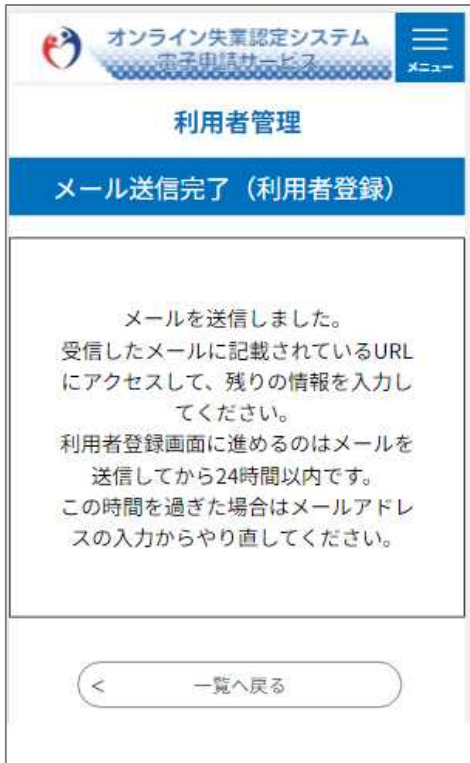 オンライン失業認定システム
電子申請サービス
メニュー
利用者管理
メール送信完了（利用者登録）
メールを送信しました。
受信したメールに記載されているURL
にアクセスして、残りの情報を入力し
てください。
利用者登録画面に進めるのはメールを
送信してから24時間以内です。
この時間を過ぎた場合はメールアドレ
スの入力からやり直してください。
< 一覧へ戻る